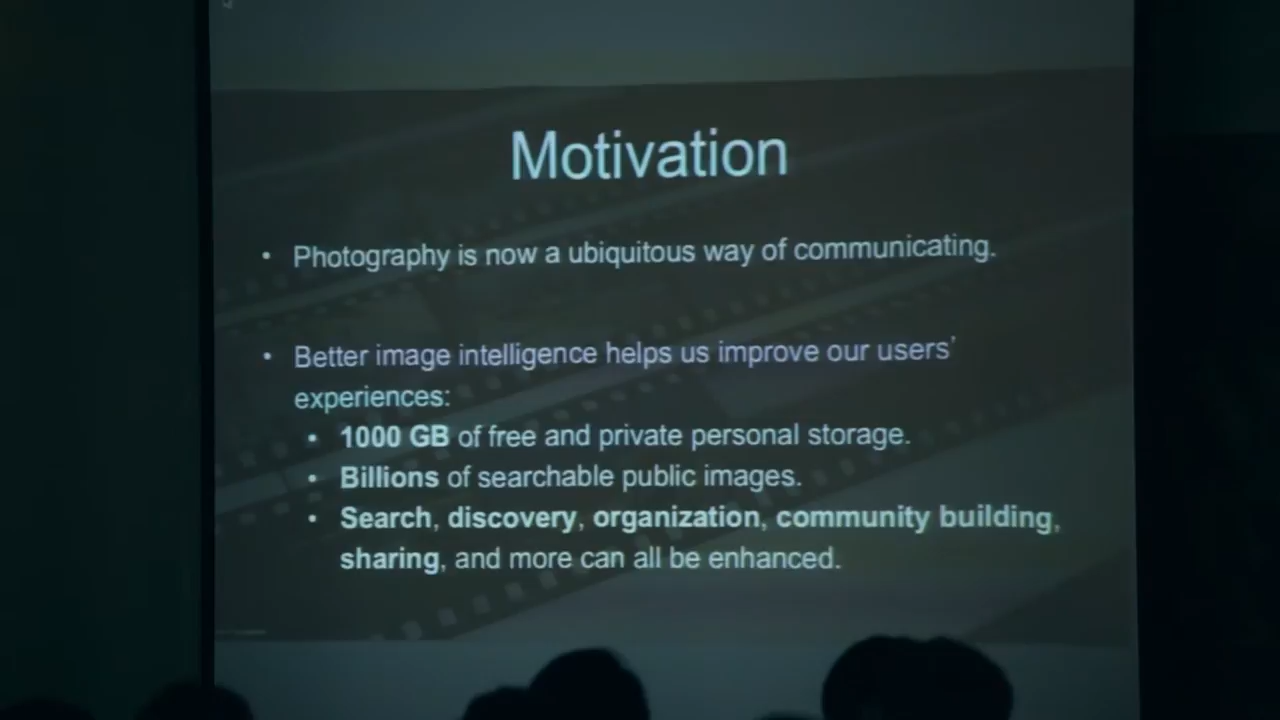 Motivation
• Photography is now a ubiquitous way of communicating.
• Better image intelligence helps us improve our users’
experiences:
• 1000 GB of free and private personal storage.
• Billions of searchable public images.
• Search, discovery, organization, community building,
sharing, and more can all be enhanced.